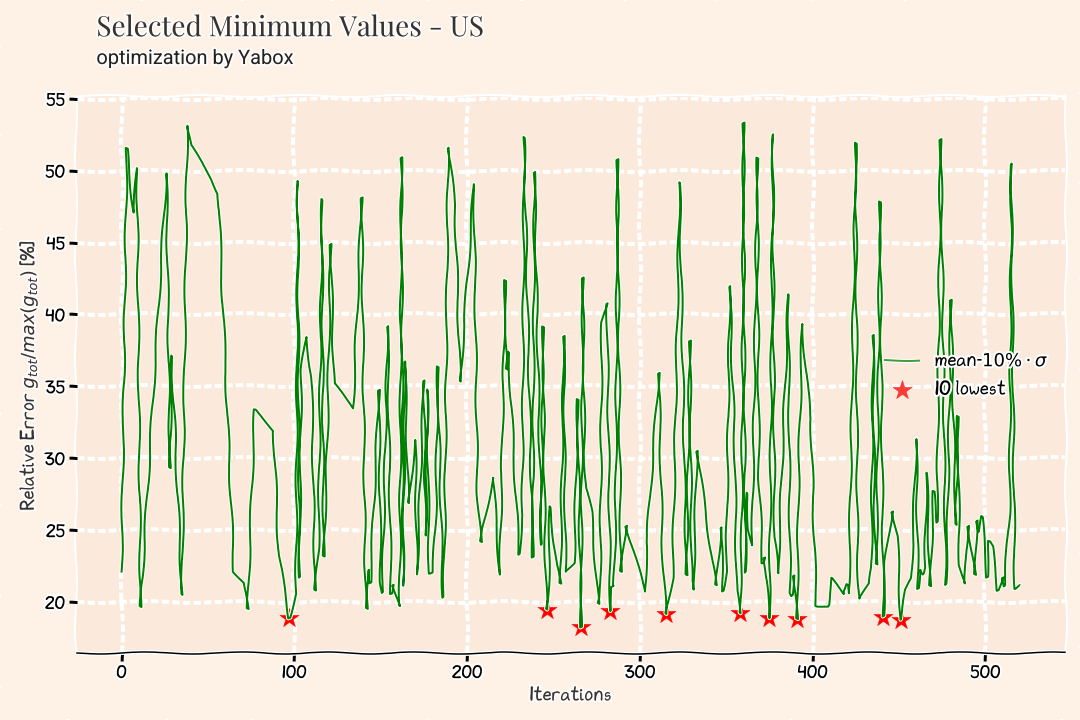 Selected Minimum Values - US
optimization by Yabox
55
50
45
40
35
30
25
20
Relative Error g_tot/max(g_tot) [%]
mean-10% · σ
10 lowest
0 100 200 300 400 500
Iterations